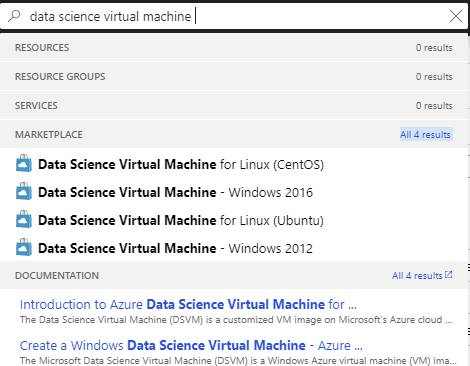 data science virtual machine
RESOURCES 0 results
RESOURCE GROUPS 0 results
SERVICES 0 results
MARKETPLACE All 4 results
Data Science Virtual Machine for Linux (CentOS)
Data Science Virtual Machine - Windows 2016
Data Science Virtual Machine for Linux (Ubuntu)
Data Science Virtual Machine - Windows 2012
DOCUMENTATION All 4 results
Introduction to Azure Data Science Virtual Machine for ...
The Data Science Virtual Machine (DSVM) is a customized VM image on Microsoft's Azure cloud ...
Create a Windows Data Science Virtual Machine - Azure ...
The Microsoft Data Science Virtual Machine (DSVM) is a Windows Azure virtual machine (VM) ima...